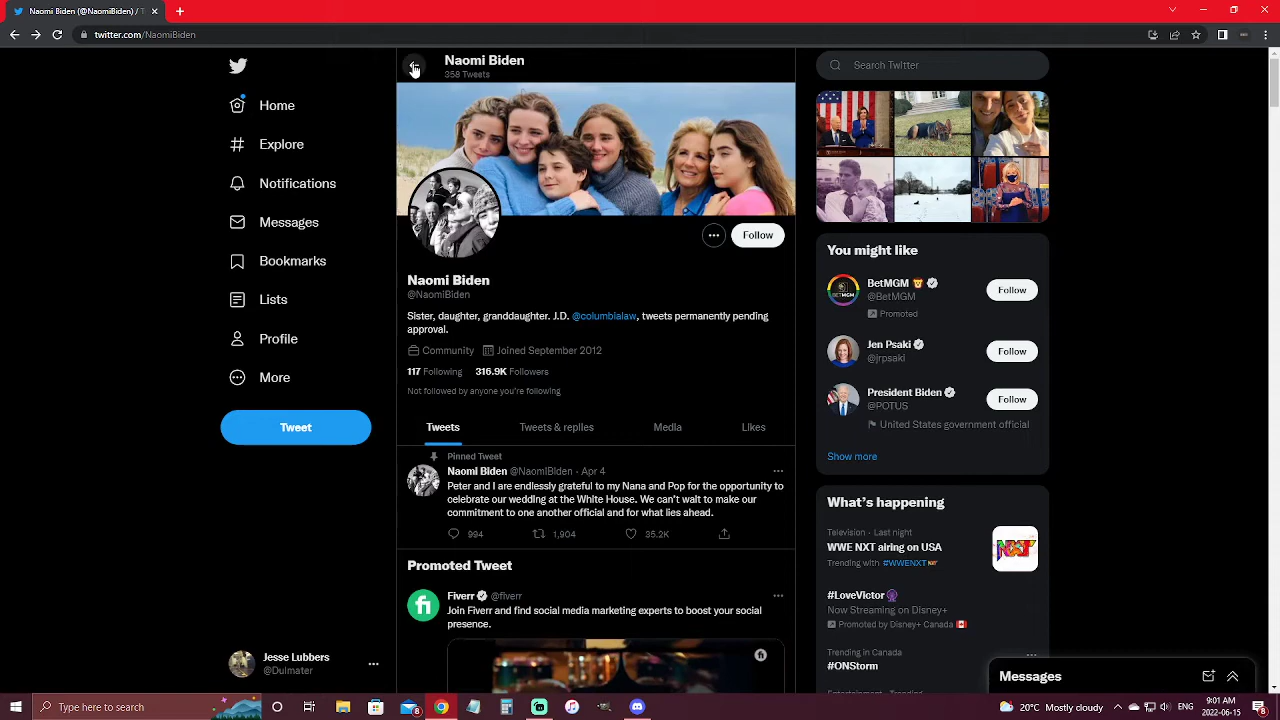 Naomi Biden (@NaomiBiden) / T
twitter.com/NaomiBiden
Home
Explore
Notifications
Messages
Bookmarks
Lists
Profile
More
Tweet
Jesse Lubbers
@Dulmater
Naomi Biden
358 Tweets
Follow
Naomi Biden
@NaomiBiden
Sister, daughter, granddaughter. J.D. @columbialaw, tweets permanently pending
approval.
Community Joined September 2012
117 Following 316.9K Followers
Not followed by anyone you're following
Tweets Tweets & replies Media Likes
Pinned Tweet
Naomi Biden @NaomiBiden · Apr 4
Peter and I are endlessly grateful to my Nana and Pop for the opportunity to
celebrate our wedding at the White House. We can't wait to make our
commitment to one another official and for what lies ahead.
994 1,904 35.2K
Promoted Tweet
Fiverr @fiverr
Join Fiverr and find social media marketing experts to boost your social
presence.
fi
fi
Search Twitter
You might like
BetMGM
@BetMGM
Promoted
Follow
BETMGM
Jen Psaki
@jrpsaki
Follow
President Biden
@POTUS
Follow
United States government official
Show more
What's happening
Television · Last night
WWE NXT airing on USA
Trending with #WWENXT
NXT
#LoveVictor
Now Streaming on Disney+
Promoted by Disney+ Canada
Trending in Canada
#ONStorm
Messages
Type here to search
8
20°C Mostly cloudy
ENG
9:01 AM
2022-06-15
8